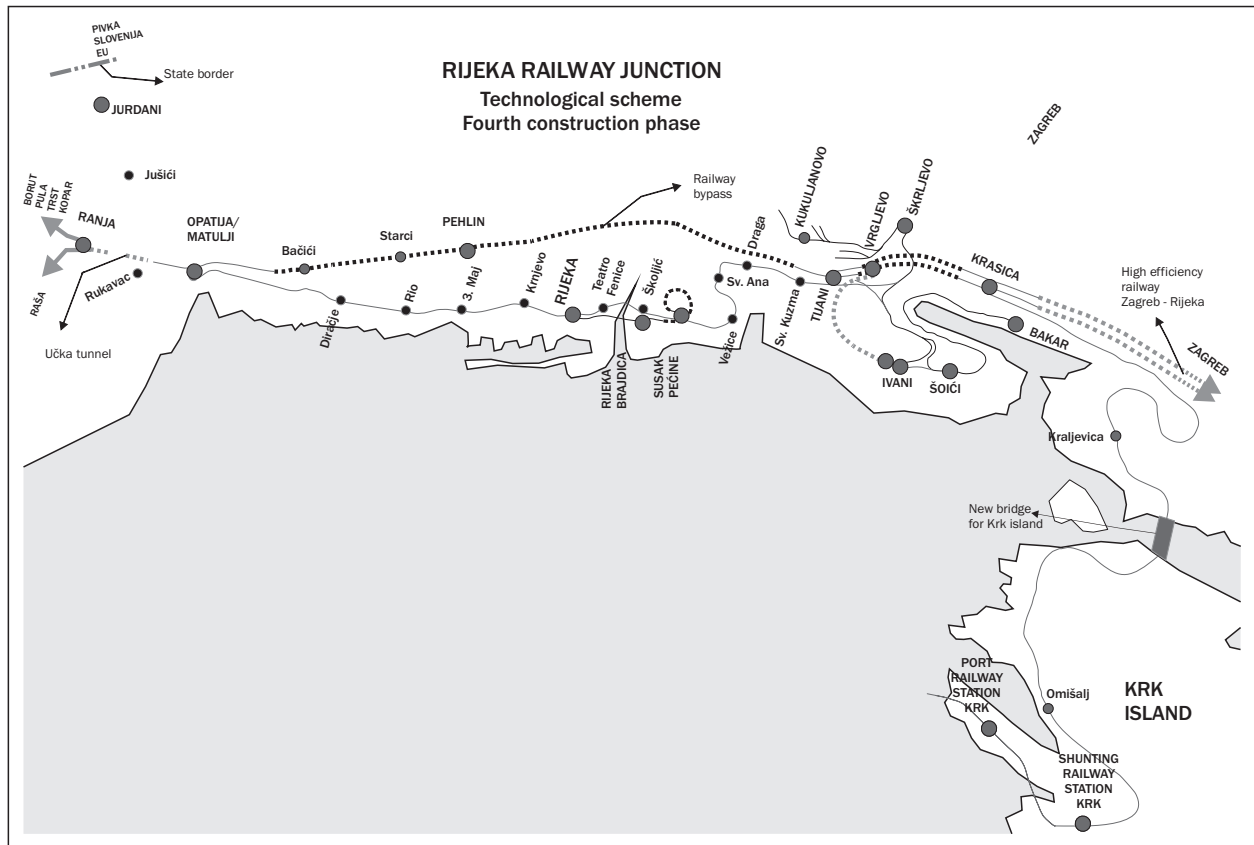 PIVKA
SLOVENIJA
EU
State border
JURDANI
RIJEKA RAILWAY JUNCTION
Technological scheme
Fourth construction phase
ZAGREB
Jušići
BORUT
PULA
TRST
KOPAR
RANJA
RAŠA
Rukavac
Učka tunnel
OPATIJA/
MATULJI
Bačići
Starci
PEHLIN
Railway
bypass
Diračje
Rio
3. Maj
Krnjevo
RIJEKA
Teatro
Fenice
Školjić
RIJEKA
BRAJDICA
SUSAK
PEĆINE
Vežice
Sv. Ana
Draga
Sv. Kuzma
TIJANI
KUKULJANOVO
VRGLJEVO
ŠKRLJEVO
KRASICA
BAKAR
IVANI
ŠOIĆI
High efficiency
railway
Zagreb - Rijeka
ZAGREB
Kraljevica
New bridge
for Krk island
PORT
RAILWAY
STATION
KRK
Omišalj
KRK
ISLAND
SHUNTING
RAILWAY
STATION
KRK